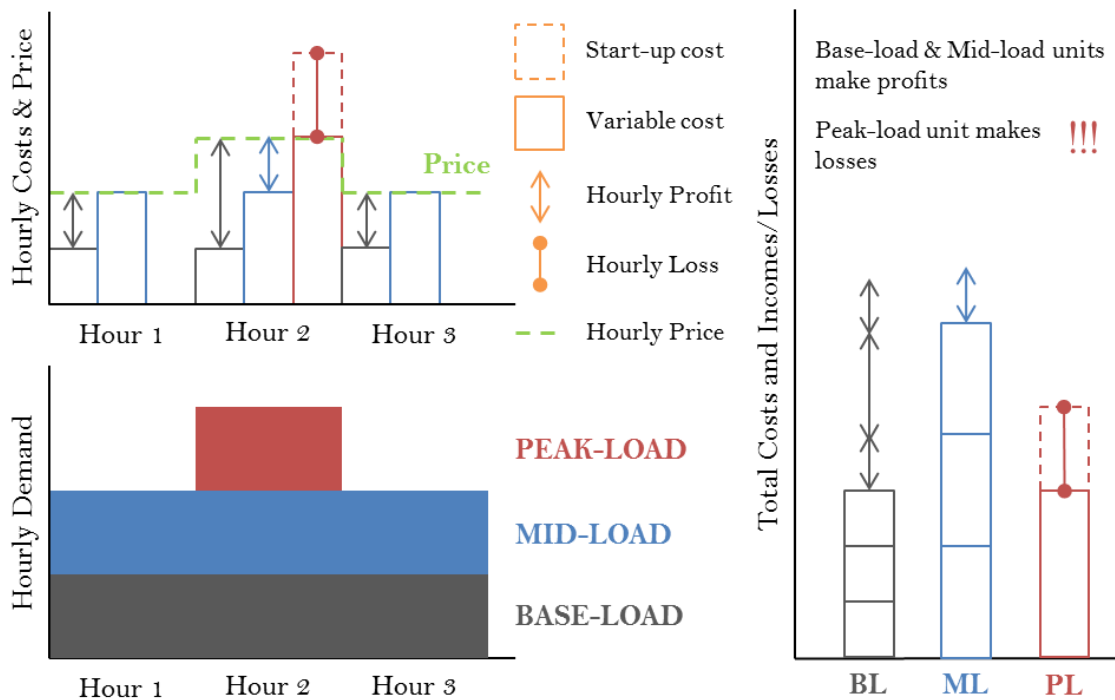 Hourly Costs & Price
Price
Hour 1
Hour 2
Hour 3
Start-up cost
Variable cost
Hourly Profit
Hourly Loss
Hourly Price
Hourly Demand
PEAK-LOAD
MID-LOAD
BASE-LOAD
Hour 1
Hour 2
Hour 3
Total Costs and Incomes/Losses
Base-load & Mid-load units
make profits
Peak-load unit makes
losses
!!!
BL
ML
PL